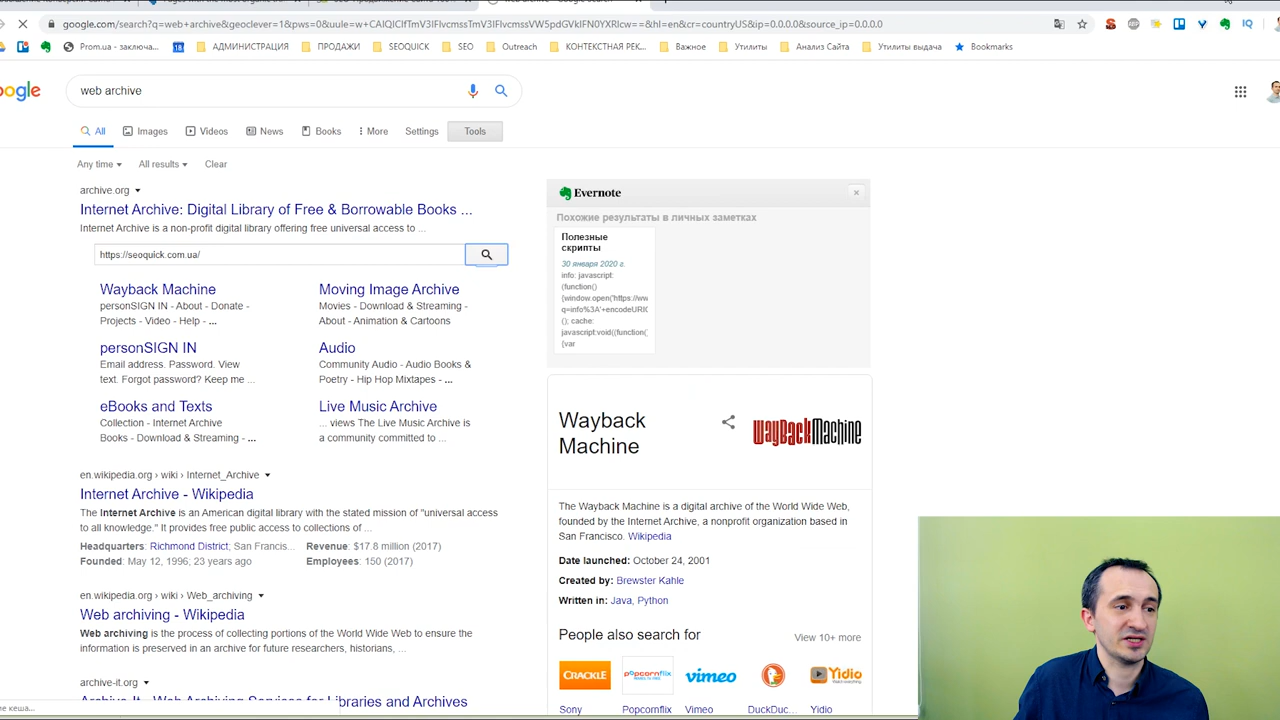 google.com/search?q=web+archive&geoclever=1&pws=0&uule=w+CAIQICIfTmV3IFlvcmssTmV3IFlvcmssVW5pdGVkIFN0YXRlcw==&hl=en&cr=countryUS&ip=0.0.0.0&source_ip=0.0.0.0
Prom.ua - заключа...
18
АДМИНИСТРАЦИЯ
ПРОДАЖИ
SEOQUICK
SEO
Outreach
КОНТЕКСТНАЯ РЕК...
Важное
Утилиты
Анализ Сайта
Утилиты выдача
Bookmarks
IQ
ogle
web archive
All
Images
Videos
News
Books
More
Settings
Tools
Any time
All results
Clear
archive.org
Internet Archive: Digital Library of Free & Borrowable Books ...
Internet Archive is a non-profit digital library offering free universal access to ...
https://seoquick.com.ua/
Wayback Machine
personSIGN IN - About - Donate -
Projects - Video - Help - ...
Moving Image Archive
Movies - Download & Streaming -
About - Animation & Cartoons
personSIGN IN
Email address. Password. View
text. Forgot password? Keep me ...
Audio
Community Audio - Audio Books &
Poetry - Hip Hop Mixtapes - ...
eBooks and Texts
Collection - Internet Archive
Books - Download & Streaming - ...
Live Music Archive
... views The Live Music Archive is
a community committed to ...
en.wikipedia.org › wiki › Internet_Archive
Internet Archive - Wikipedia
The Internet Archive is an American digital library with the stated mission of "universal access
to all knowledge." It provides free public access to collections of ...
Headquarters: Richmond District, San Francis...
Revenue: $17.8 million (2017)
Founded: May 12, 1996; 23 years ago
Employees: 150 (2017)
en.wikipedia.org › wiki › Web_archiving
Web archiving - Wikipedia
Web archiving is the process of collecting portions of the World Wide Web to ensure the
information is preserved in an archive for future researchers, historians, ...
archive-it.org
Archive-It - Web Archiving Services for Libraries and Archives
Evernote
Похожие результаты в личных заметках
Полезные
скрипты
30 января 2020 г.
info: javascript:
(function()
{window.open('https://ww
q=info%3A'+encodeURIC
(); cache:
javascript:void((function(
{var
Wayback
Machine
WAYBACK MACHINE
The Wayback Machine is a digital archive of the World Wide Web,
founded by the Internet Archive, a nonprofit organization based in
San Francisco. Wikipedia
Date launched: October 24, 2001
Created by: Brewster Kahle
Written in: Java, Python
People also search for
View 10+ more
CRACKLE
popcornflix
vimeo
Yidio
Sony
Popcornflix
Vimeo
DuckDuc...
Yidio
ие кеша...